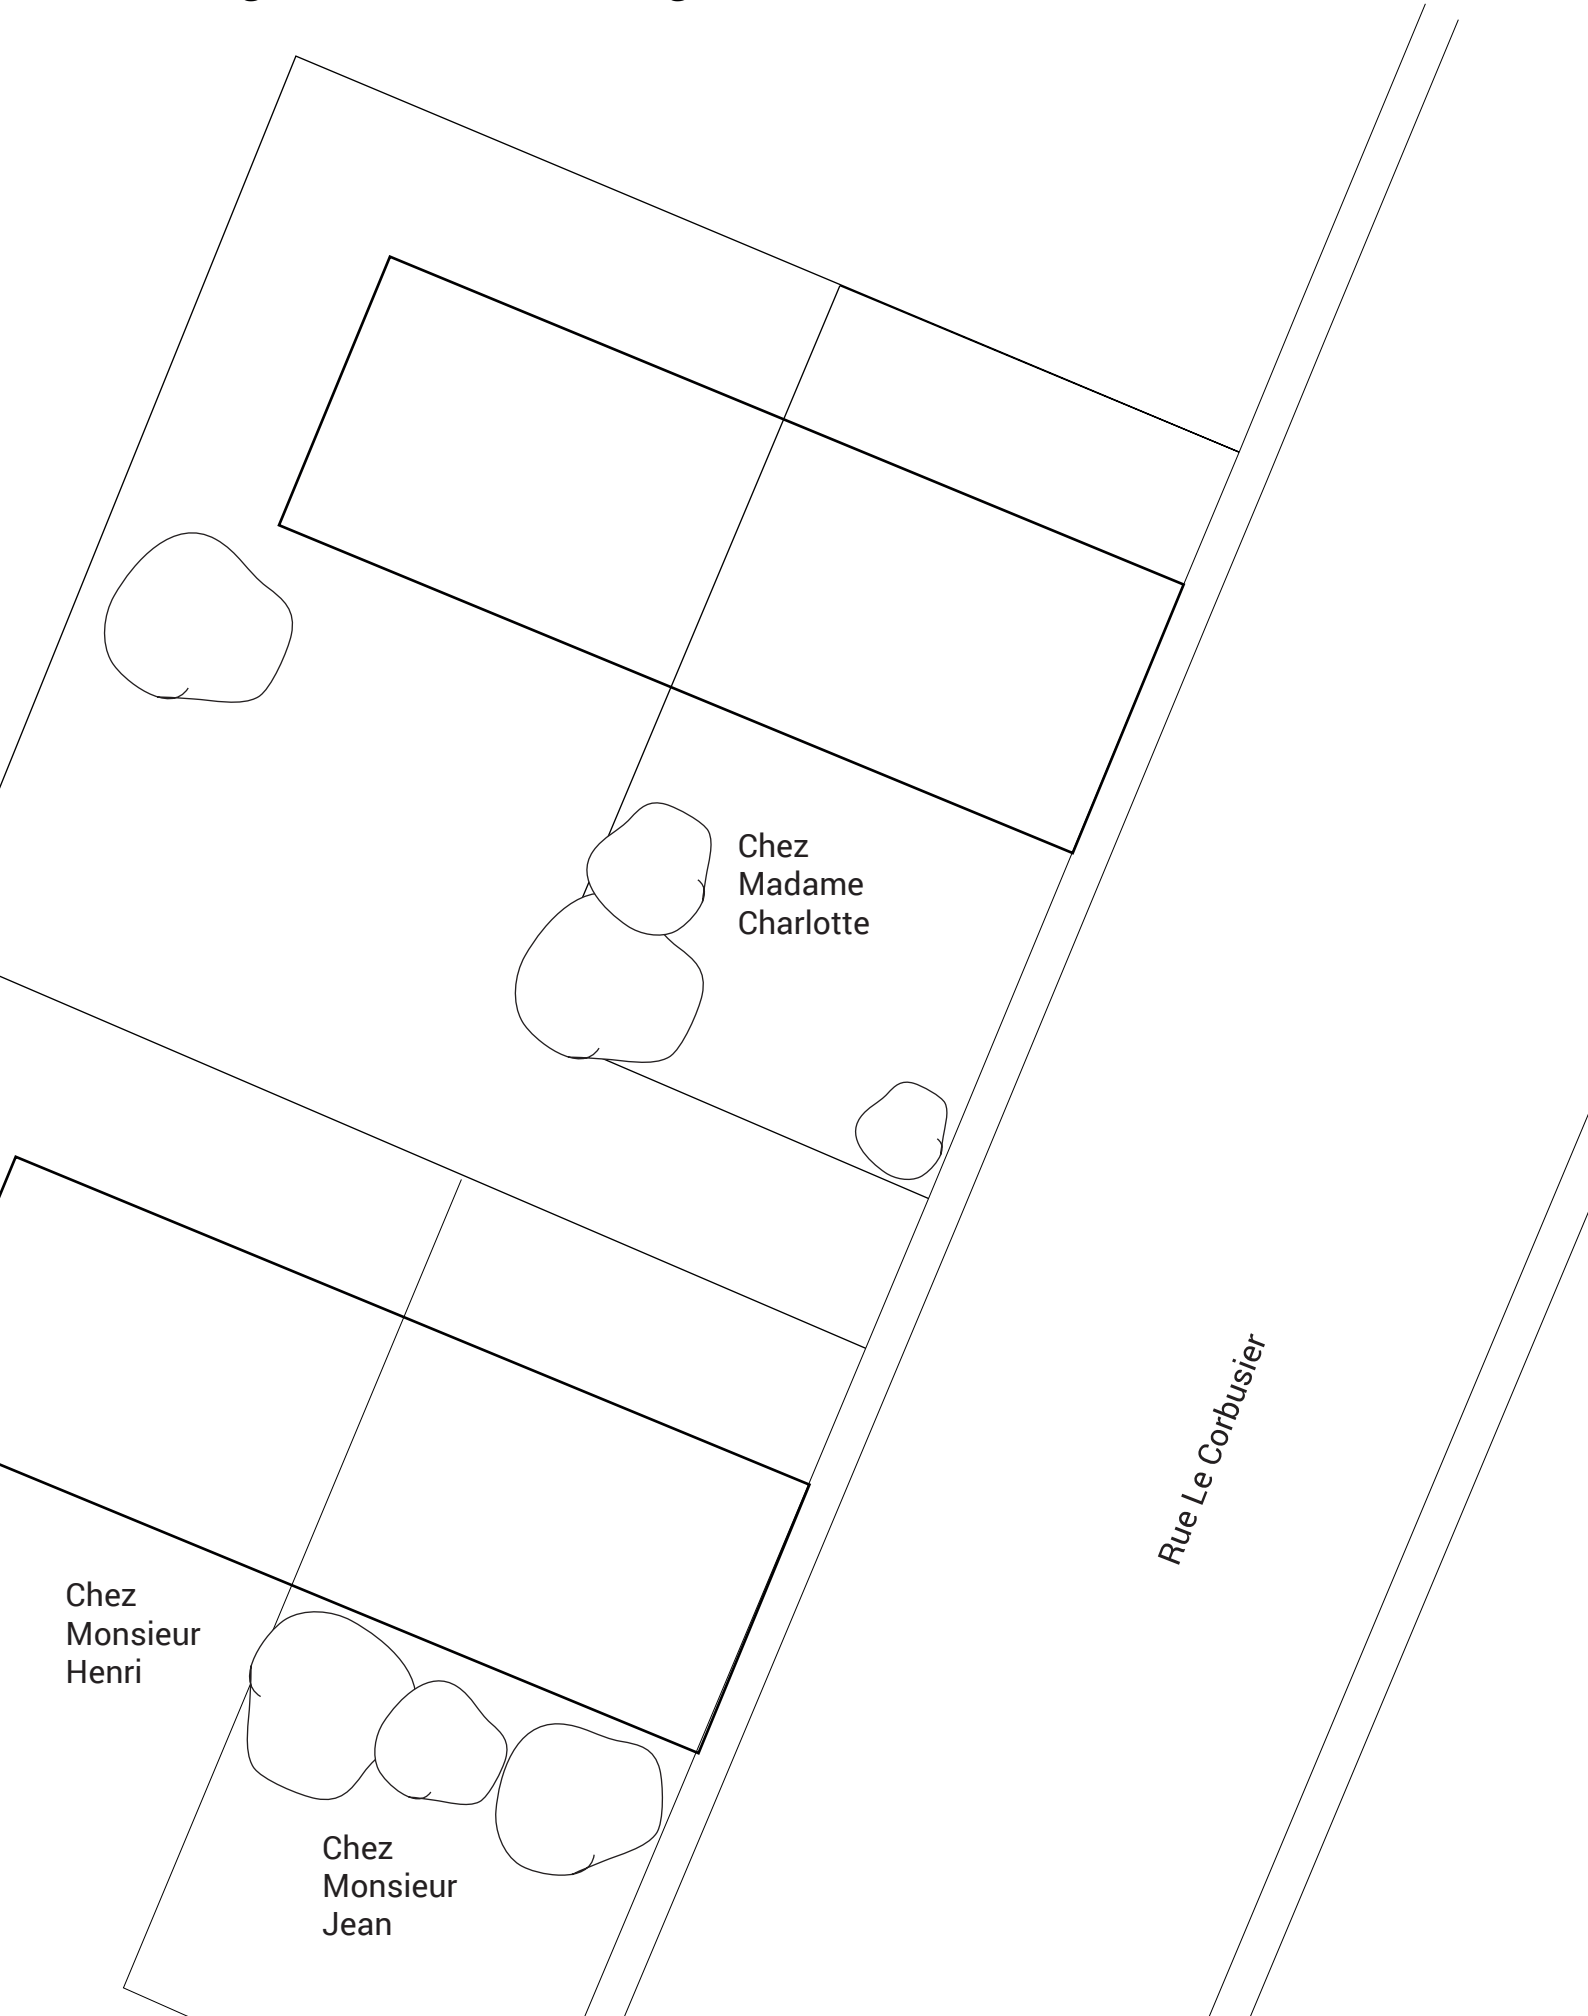 Chez
Madame
Charlotte
Rue Le Corbusier
Chez
Monsieur
Henri
Chez
Monsieur
Jean